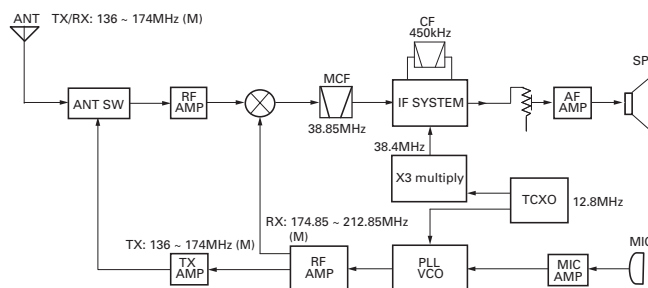 ANT
TX/RX: 136 ~ 174MHz (M)
CF
450kHz
SP
ANT SW
RF
AMP
MCF
IF SYSTEM
AF
AMP
38.85MHz
38.4MHz
X3 multiply
TCXO
12.8MHz
RX: 174.85 ~ 212.85MHz
(M)
TX: 136 ~ 174MHz (M)
TX
AMP
RF
AMP
PLL
VCO
MIC
AMP
MIC